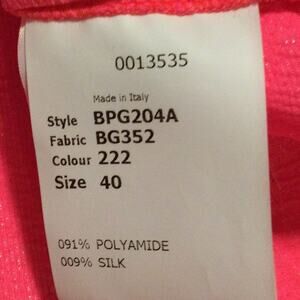 0013535
Made in Italy
Style BPG204A
Fabric BG352
Colour 222
Size 40
091% POLYAMIDE
009% SILK